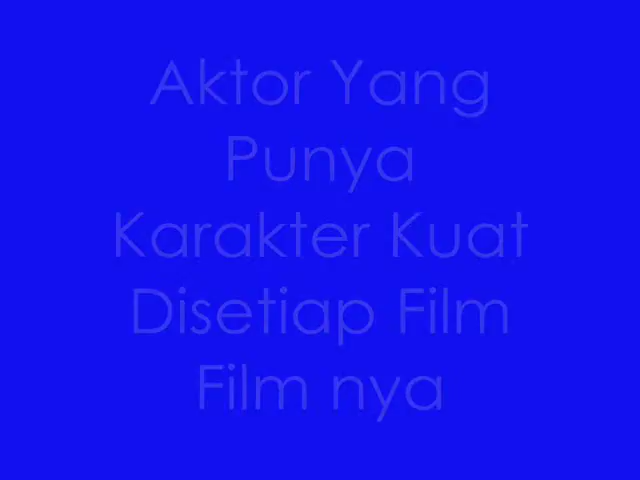 Aktor Yang
Punya
Karakter Kuat
Disetiap Film
Film nya